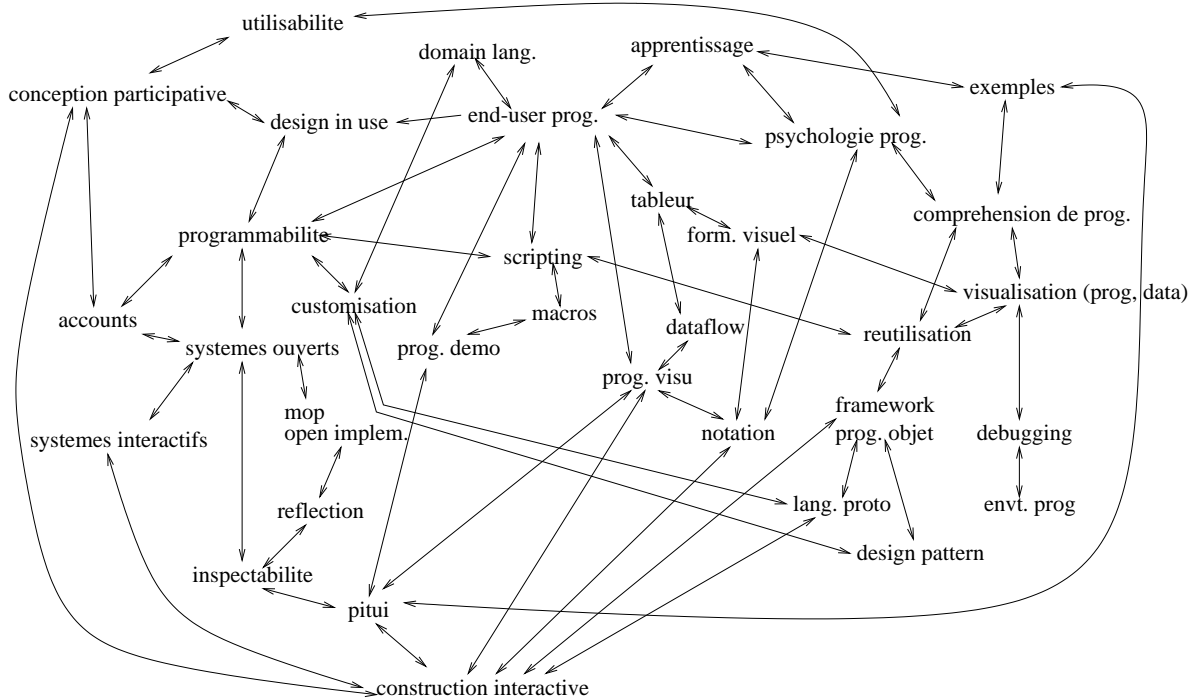 utilisabilite
domain lang.
apprentissage
exemples
conception participative
design in use
end-user prog.
psychologie prog.
tableur
comprehension de prog.
programmabilite
form. visuel
scripting
visualisation (prog, data)
customisation
macros
accounts
dataflow
reutilisation
systemes ouverts
prog. demo
prog. visu
mop
open implem.
framework
prog. objet
systemes interactifs
notation
debugging
reflection
lang. proto
envt. prog
design pattern
inspectabilite
pitui
construction interactive